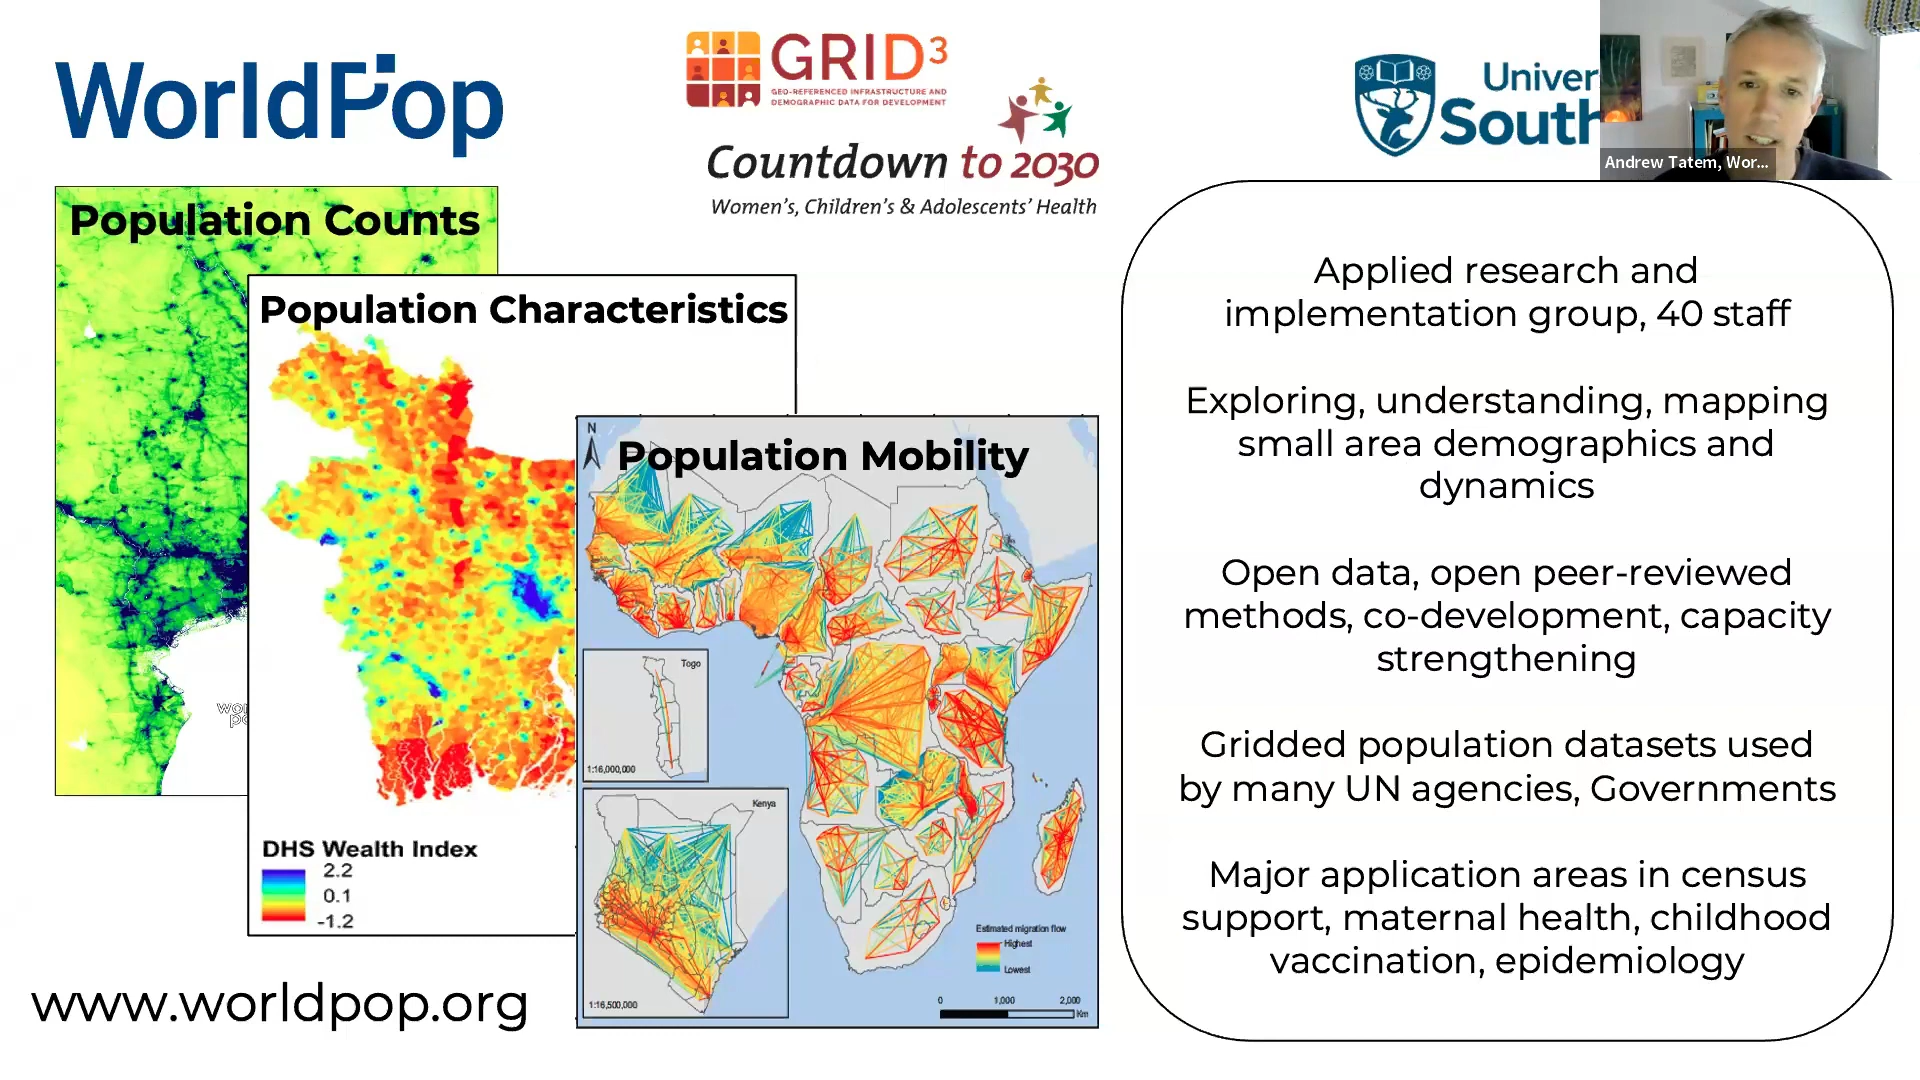 WorldPop
GRID3
GEO-REFERENCED INFRASTRUCTURE AND
DEMOGRAPHIC DATA FOR DEVELOPMENT
Countdown to 2030
Women's, Children's & Adolescents' Health
Univer
South
Andrew Tatem, Wor...
Population Counts
Population Characteristics
DHS Wealth Index
2.2
0.1
-1.2
N
Population Mobility
Togo
1:16,000,000
Kenya
1:16,500,000
Estimated migration flow
Highest
Lowest
0 1,000 2,000
Km
www.worldpop.org
Applied research and
implementation group, 40 staff
Exploring, understanding, mapping
small area demographics and
dynamics
Open data, open peer-reviewed
methods, co-development, capacity
strengthening
Gridded population datasets used
by many UN agencies, Governments
Major application areas in census
support, maternal health, childhood
vaccination, epidemiology